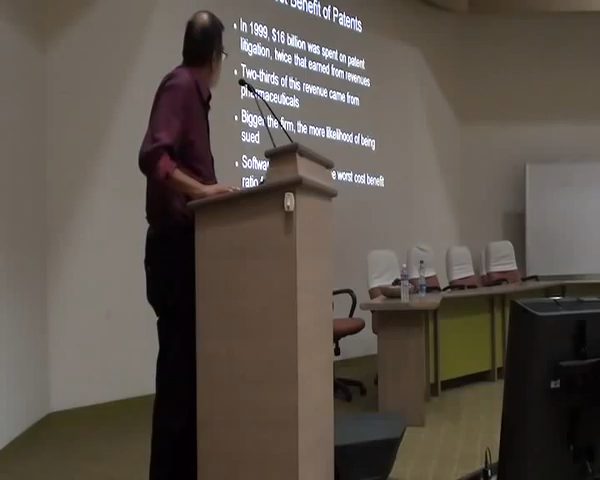 st Benefit of Patents
• In 1999, $16 billion was spent on patent
litigation, twice that earned from revenues
• Two-thirds of this revenue came from
pharmaceuticals
• Bigger the firm, the more likelihood of being
sued
• Softwa e worst cost benefit
ratio